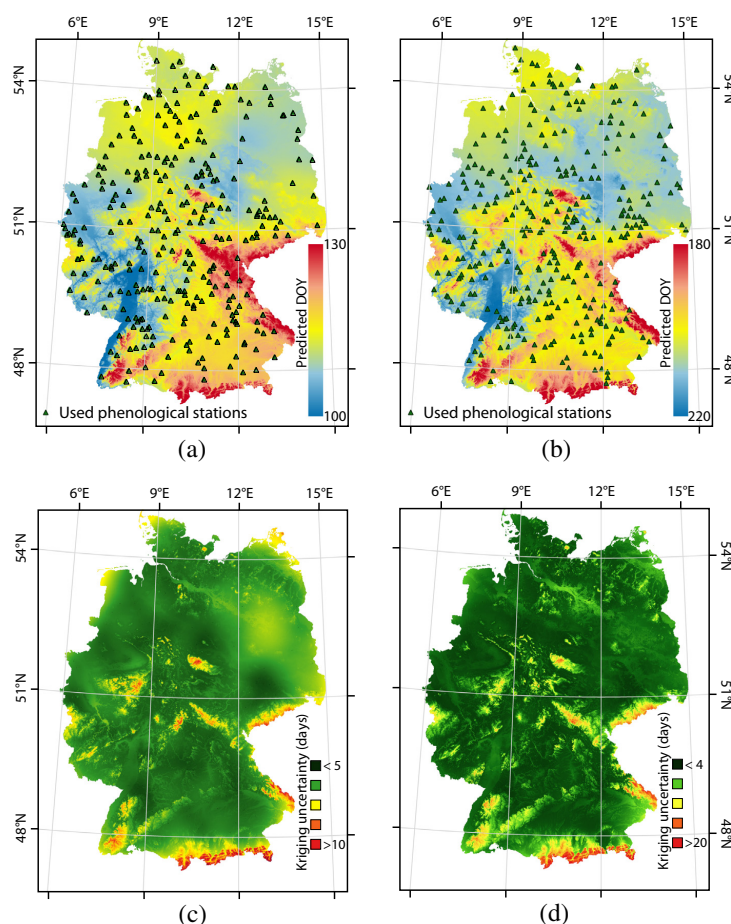 6°E 9°E 12°E 15°E
54°N
51°N
48°N
130
Predicted DOY
100
Used phenological stations
(a)
6°E 9°E 12°E 15°E
54°N
51°N
48°N
180
Predicted DOY
220
Used phenological stations
(b)
6°E 9°E 12°E 15°E
54°N
51°N
48°N
Kriging uncertainty (days)
< 5
>10
(c)
6°E 9°E 12°E 15°E
54°N
51°N
48°N
Kriging uncertainty (days)
< 4
>20
(d)